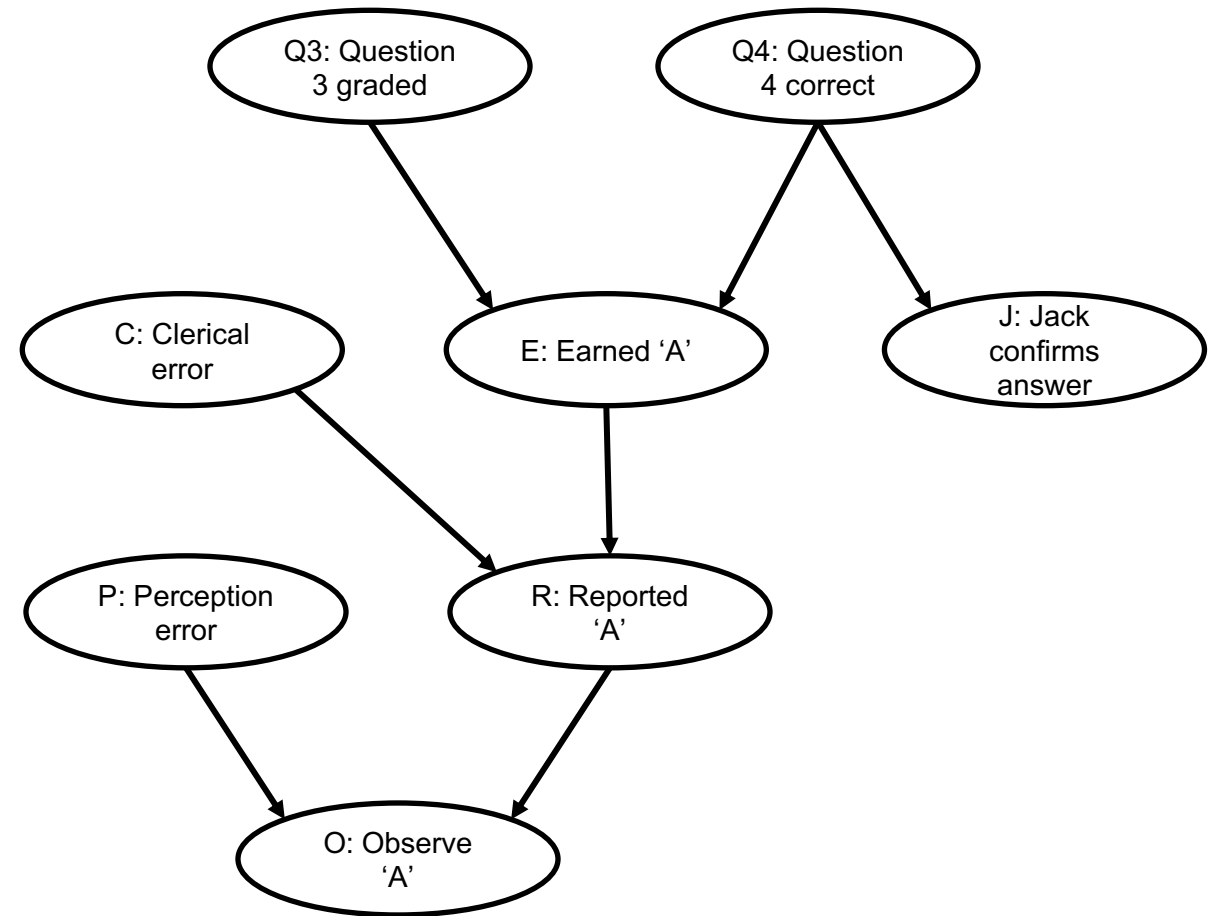 Q3: Question
3 graded
Q4: Question
4 correct
C: Clerical
error
E: Earned ‘A’
J: Jack
confirms
answer
P: Perception
error
R: Reported
‘A’
O: Observe
‘A’